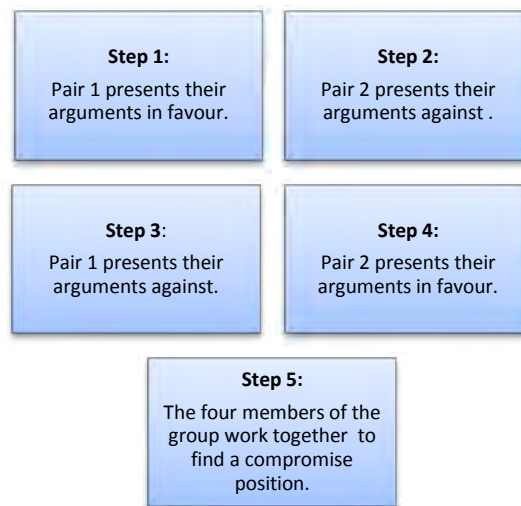 Step 1:
Pair 1 presents their
arguments in favour.
Step 2:
Pair 2 presents their
arguments against .
Step 3:
Pair 1 presents their
arguments against.
Step 4:
Pair 2 presents their
arguments in favour.
Step 5:
The four members of the
group work together  to
find a compromise
position.